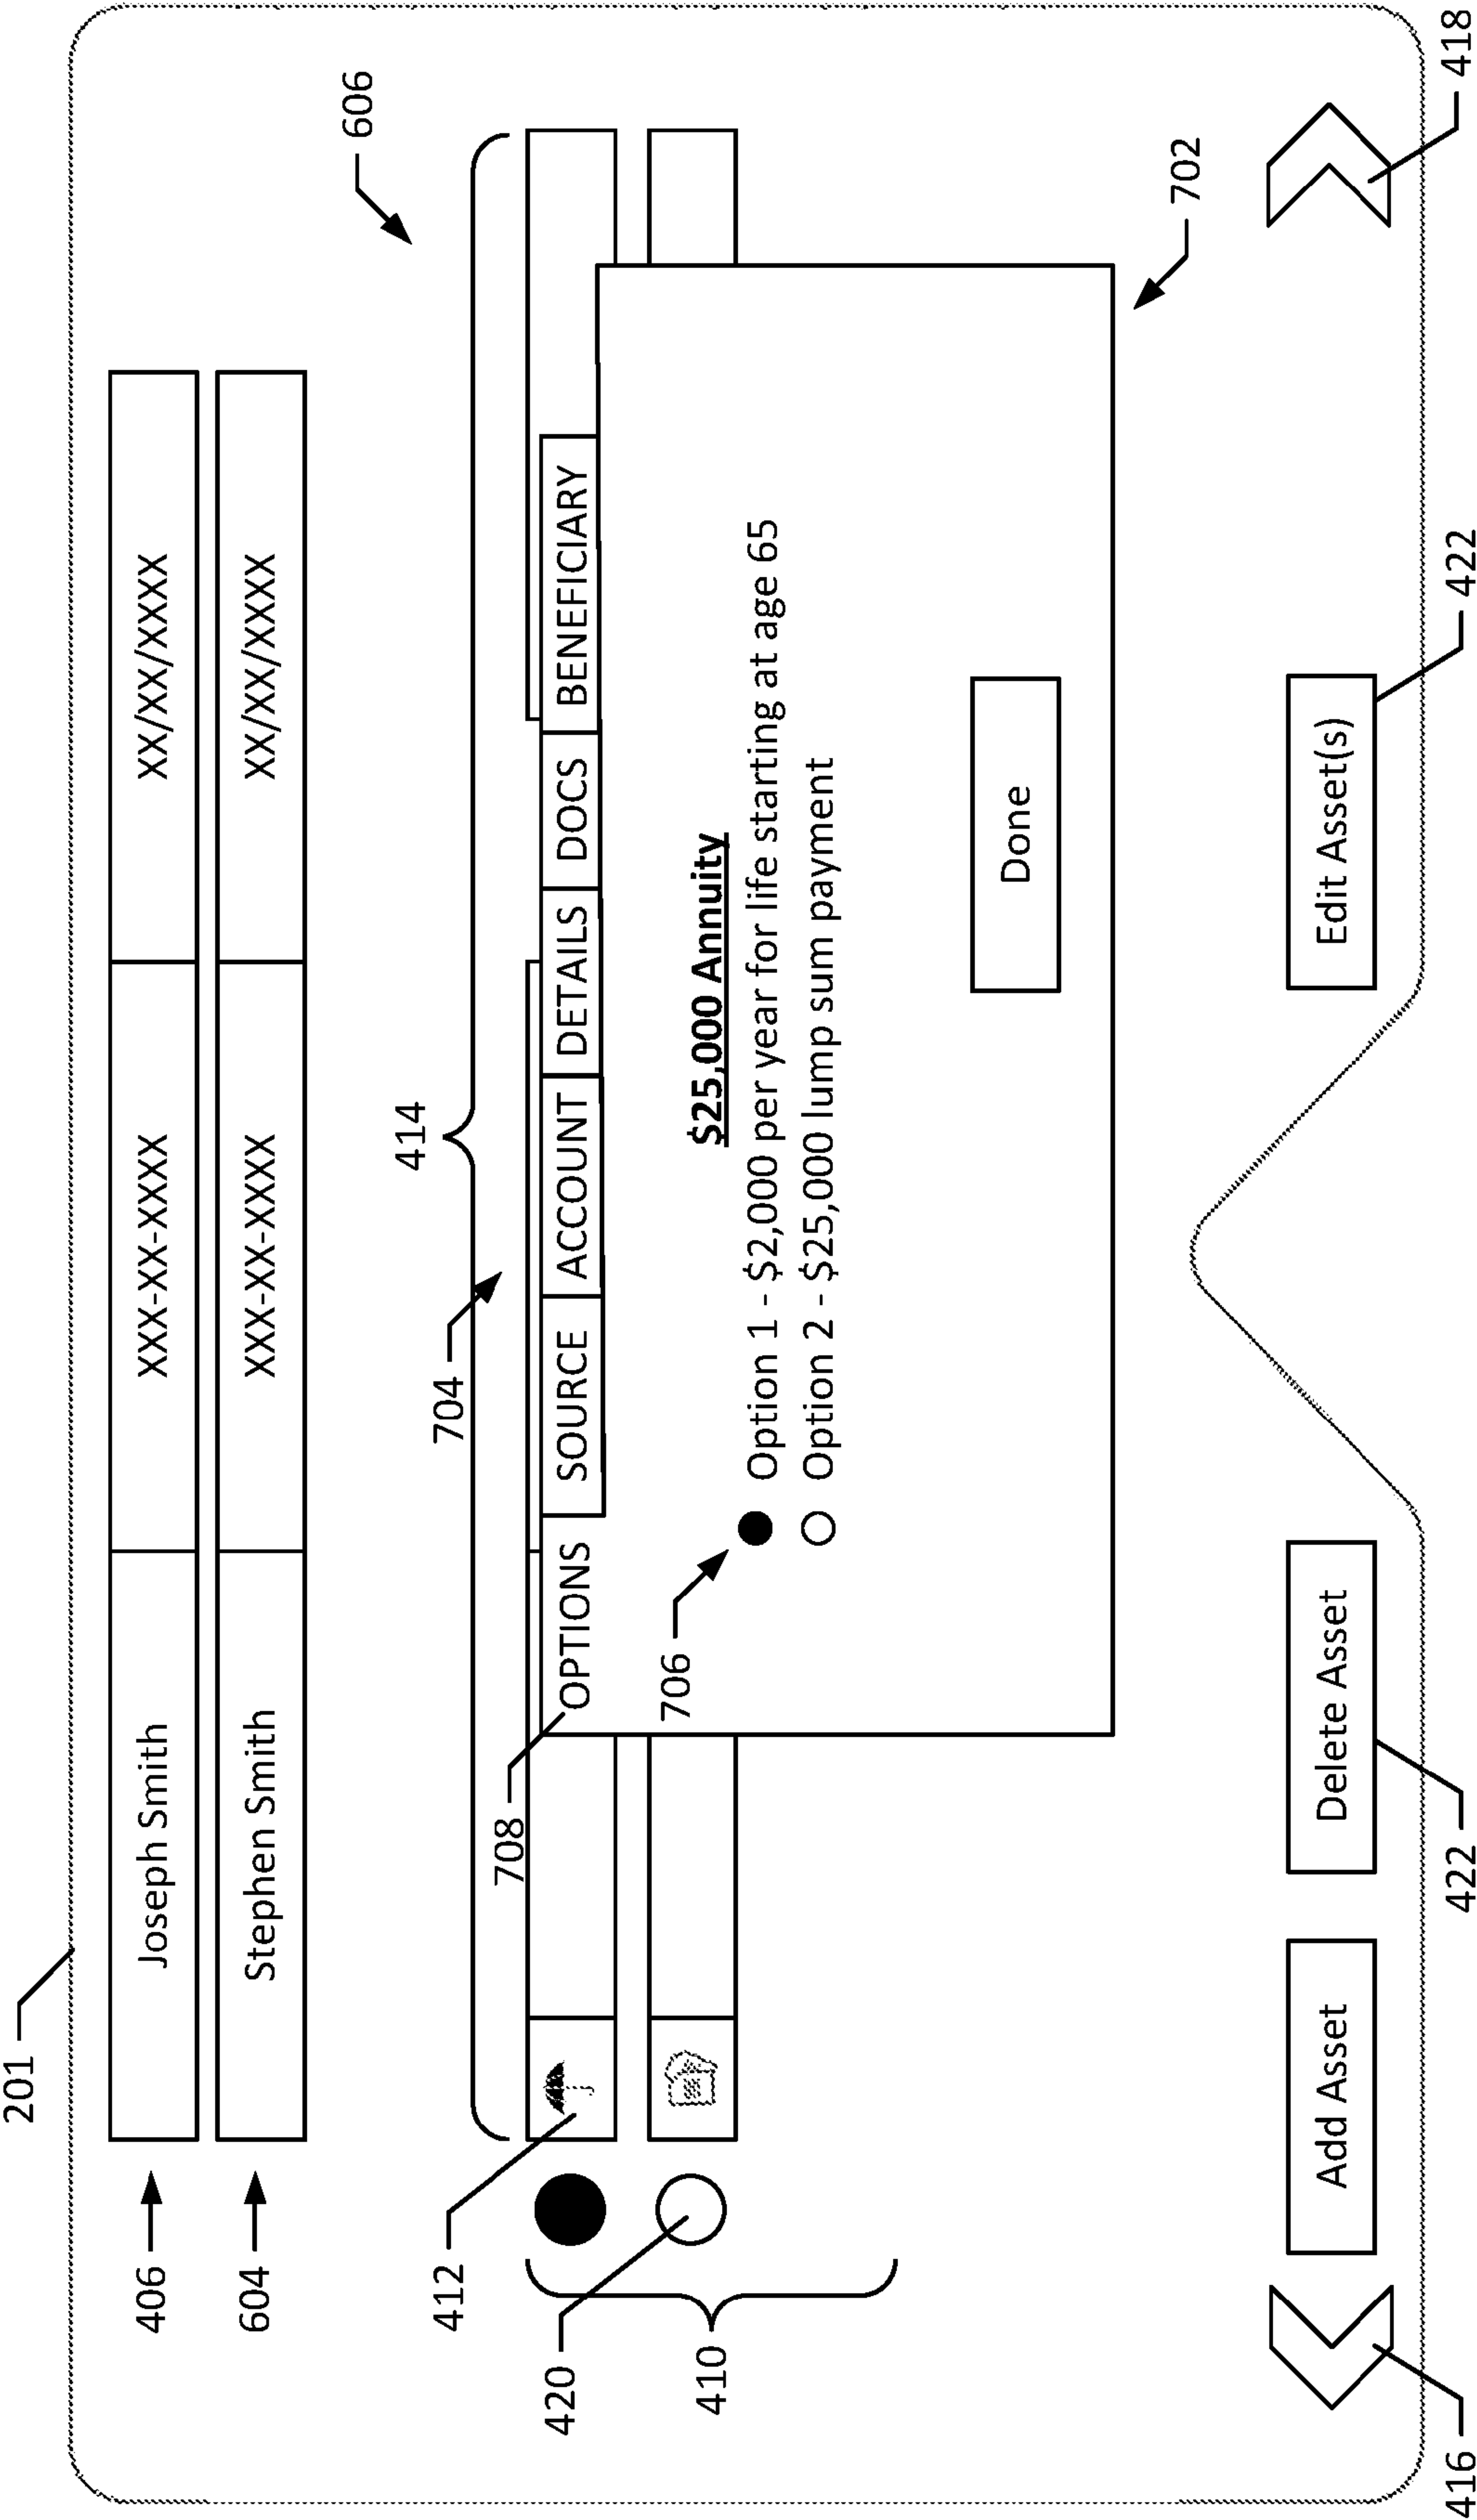 201
406
Joseph Smith
XXX-XX-XXXX
XX/XX/XXXX
604
Stephen Smith
XXX-XX-XXXX
XX/XX/XXXX
606
414
704
412
708
OPTIONS
SOURCE
ACCOUNT
DETAILS
DOCS
BENEFICIARY
420
410
706
$25,000 Annuity
Option 1 - $2,000 per year for life starting at age 65
Option 2 - $25,000 lump sum payment
Done
702
Add Asset
Delete Asset
Edit Asset(s)
416
422
422
418